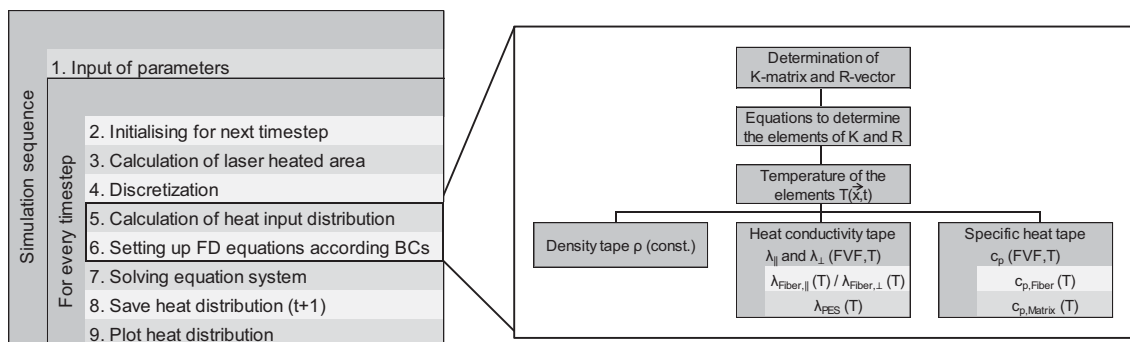 Simulation sequence
1. Input of parameters
For every timestep
2. Initialising for next timestep
3. Calculation of laser heated area
4. Discretization
5. Calculation of heat input distribution
6. Setting up FD equations according BCs
7. Solving equation system
8. Save heat distribution (t+1)
9. Plot heat distribution
Determination of
K-matrix and R-vector
Equations to determine
the elements of K and R
Temperature of the
elements T(x⃗,t)
Density tape ρ (const.)
Heat conductivity tape
λ∥ and λ⊥ (FVF,T)
λFiber,∥ (T) / λFiber,⊥ (T)
λPES (T)
Specific heat tape
cp (FVF,T)
cp,Fiber (T)
cp,Matrix (T)